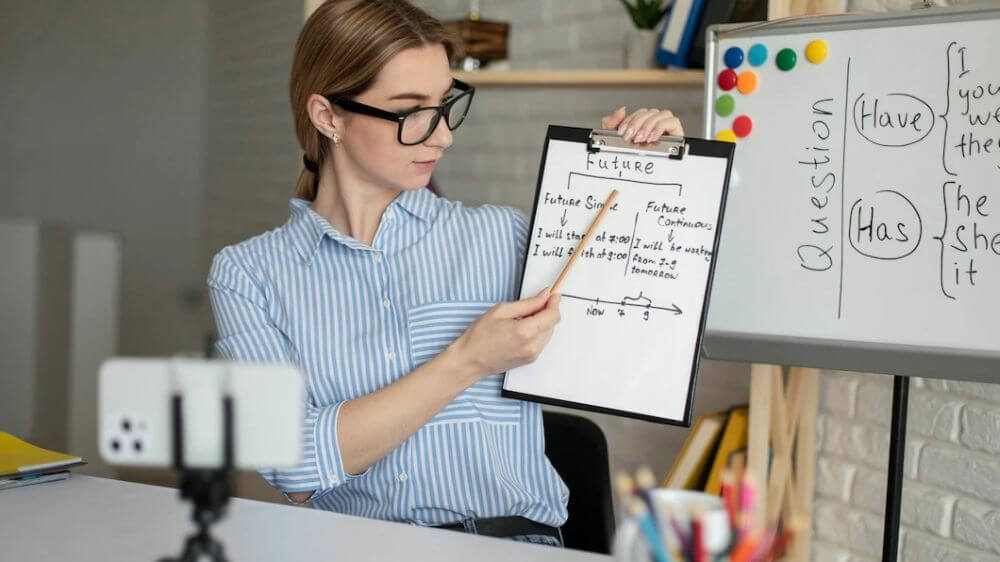 Future
Future Simple
I will start at 7:00
I will finish at 9:00
Future
Continuous
I will be working
from 7-9
tomorrow
Now 7 9
Question
Have
I
you
we
Has
he
She
it